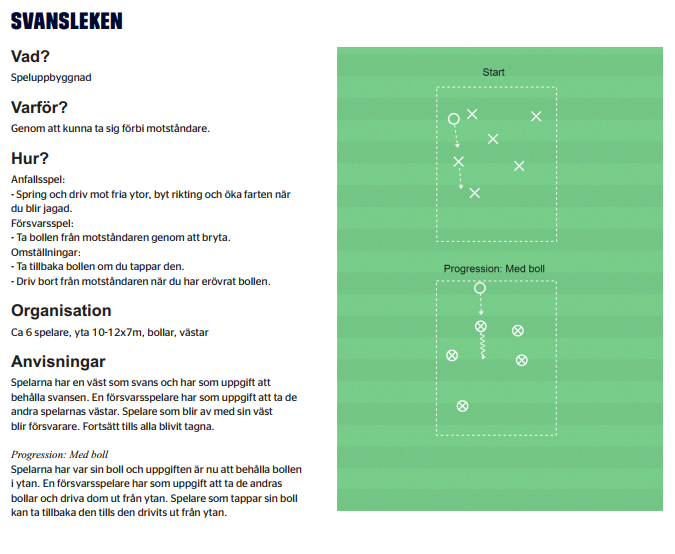 SVANSLEKEN
Vad?
Speluppbyggnad
Varför?
Genom att kunna ta sig förbi motståndare.
Hur?
Anfallsspel:
- Spring och driv mot fria ytor, byt rikting och öka farten när
du blir jagad.
Försvarsspel:
- Ta bollen från motståndaren genom att bryta.
Omställningar:
- Ta tillbaka bollen om du tappar den.
- Driv bort från motståndaren när du har erövrat bollen.
Organisation
Ca 6 spelare, yta 10-12x7m, bollar, västar
Anvisningar
Spelarna har en väst som svans och har som uppgift att
behålla svansen. En försvarsspelare har som uppgift att ta de
andra spelarnas västar. Spelare som blir av med sin väst
blir försvarare. Fortsätt tills alla blivit tagna.
Progression: Med boll
Spelarna har var sin boll och uppgiften är nu att behålla bollen
i ytan. En försvarsspelare har som uppgift att ta de andras
bollar och driva dom ut från ytan. Spelare som tappar sin boll
kan ta tillbaka den tills den drivits ut från ytan.
Start
Progression: Med boll